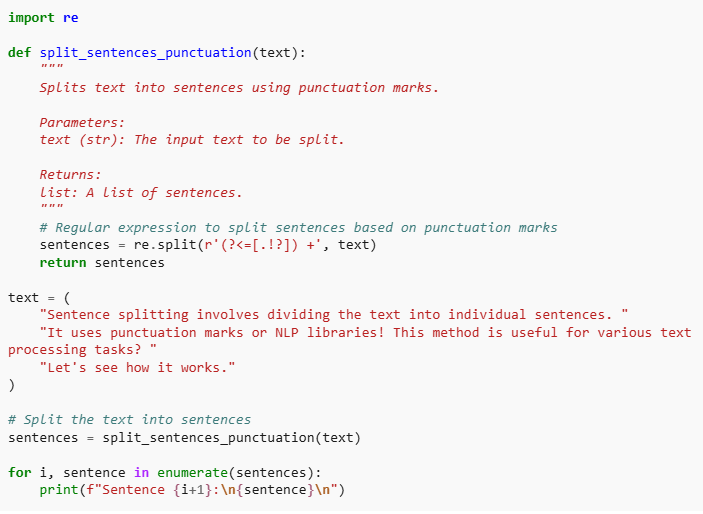 import re
def split_sentences_punctuation(text):
    """
    Splits text into sentences using punctuation marks.
    Parameters:
    text (str): The input text to be split.
    Returns:
    list: A list of sentences.
    """
    # Regular expression to split sentences based on punctuation marks
    sentences = re.split(r'(?<=[.!?]) +', text)
    return sentences
text = (
    "Sentence splitting involves dividing the text into individual sentences. "
    "It uses punctuation marks or NLP libraries! This method is useful for various text
processing tasks? "
    "Let's see how it works."
)
# Split the text into sentences
sentences = split_sentences_punctuation(text)
for i, sentence in enumerate(sentences):
    print(f"Sentence {i+1}:\n{sentence}\n")